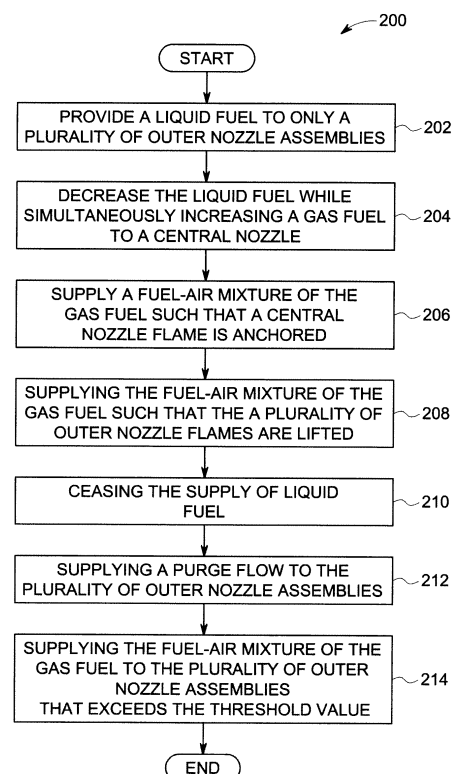 200
START
PROVIDE A LIQUID FUEL TO ONLY A
PLURALITY OF OUTER NOZZLE ASSEMBLIES
202
DECREASE THE LIQUID FUEL WHILE
SIMULTANEOUSLY INCREASING A GAS FUEL
TO A CENTRAL NOZZLE
204
SUPPLY A FUEL-AIR MIXTURE OF THE
GAS FUEL SUCH THAT A CENTRAL
NOZZLE FLAME IS ANCHORED
206
SUPPLYING THE FUEL-AIR MIXTURE OF THE
GAS FUEL SUCH THAT THE A PLURALITY OF
OUTER NOZZLE FLAMES ARE LIFTED
208
CEASING THE SUPPLY OF LIQUID
FUEL
210
SUPPLYING A PURGE FLOW TO THE
PLURALITY OF OUTER NOZZLE ASSEMBLIES
212
SUPPLYING THE FUEL-AIR MIXTURE OF THE
GAS FUEL TO THE PLURALITY OF OUTER
NOZZLE ASSEMBLIES
THAT EXCEEDS THE THRESHOLD VALUE
214
END